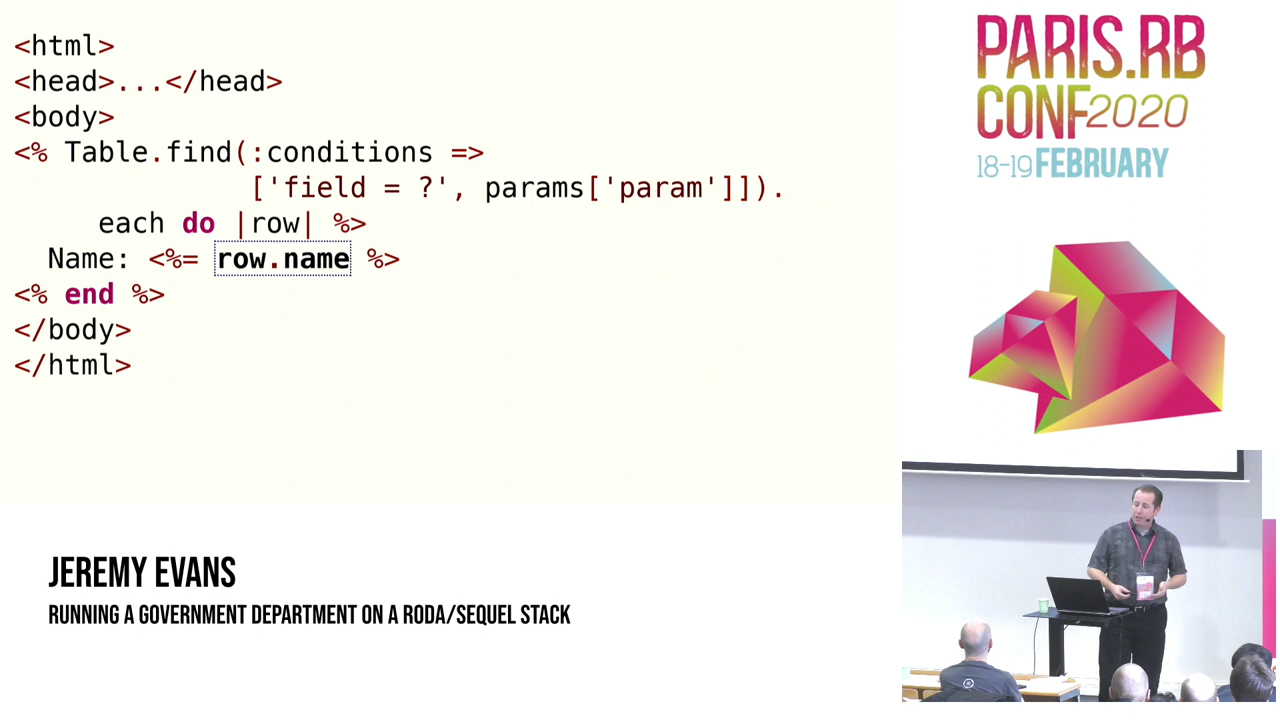 <html>
<head>...</head>
<body>
<% Table.find(:conditions =>
['field = ?', params['param']]).
each do |row| %>
Name: <%= row.name %>
<% end %>
</body>
</html>
PARIS.RB
CONF2020
18-19 FEBRUARY
JEREMY EVANS
RUNNING A GOVERNMENT DEPARTMENT ON A RODA/SEQUEL STACK